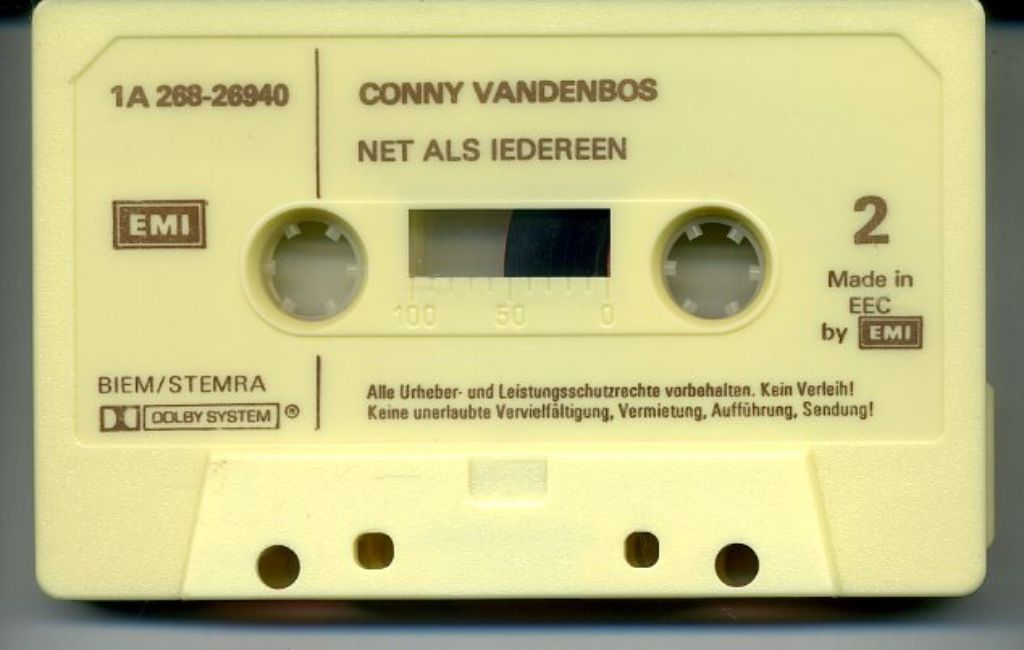 1A 268-26940
CONNY VANDENBOS
NET ALS IEDEREEN
EMI
2
Made in
EEC
by EMI
100 50 0
BIEM/STEMRA
DOLBY SYSTEM ®
Alle Urheber- und Leistungsschutzrechte vorbehalten. Kein Verleih!
Keine unerlaubte Vervielfältigung, Vermietung, Aufführung, Sendung!